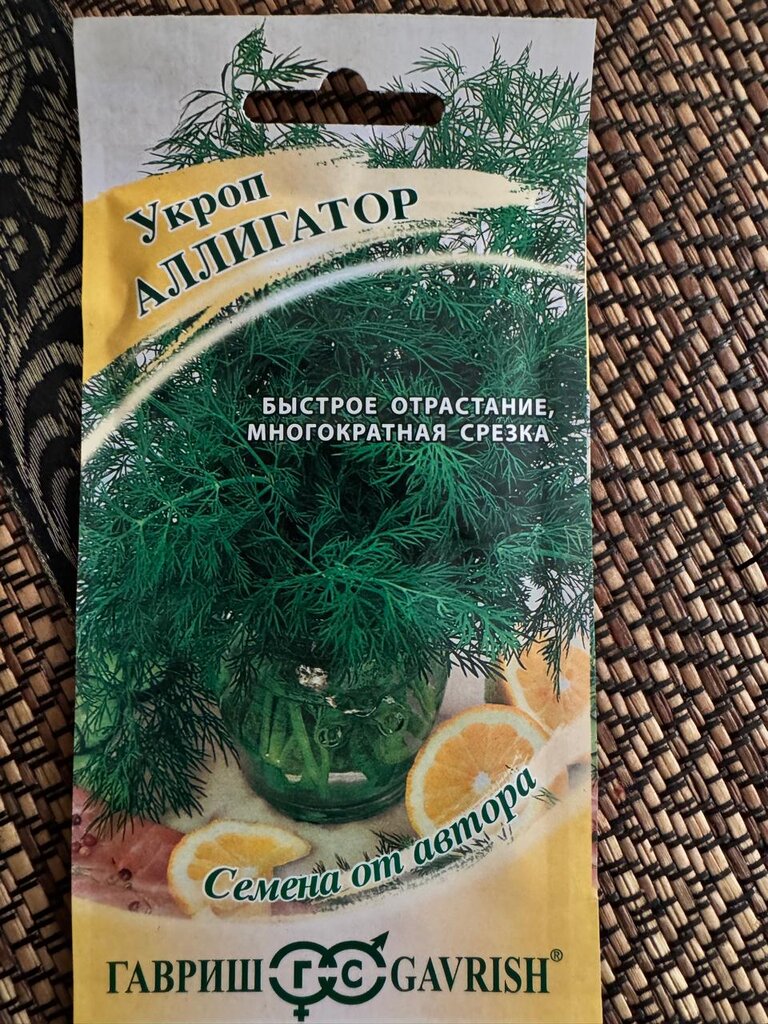 Укроп
АЛЛИГАТОР
БЫСТРОЕ ОТРАСТАНИЕ,
МНОГОКРАТНАЯ СРЕЗКА
Семена от автора
ГАВРИШ ГС GAVRISH®